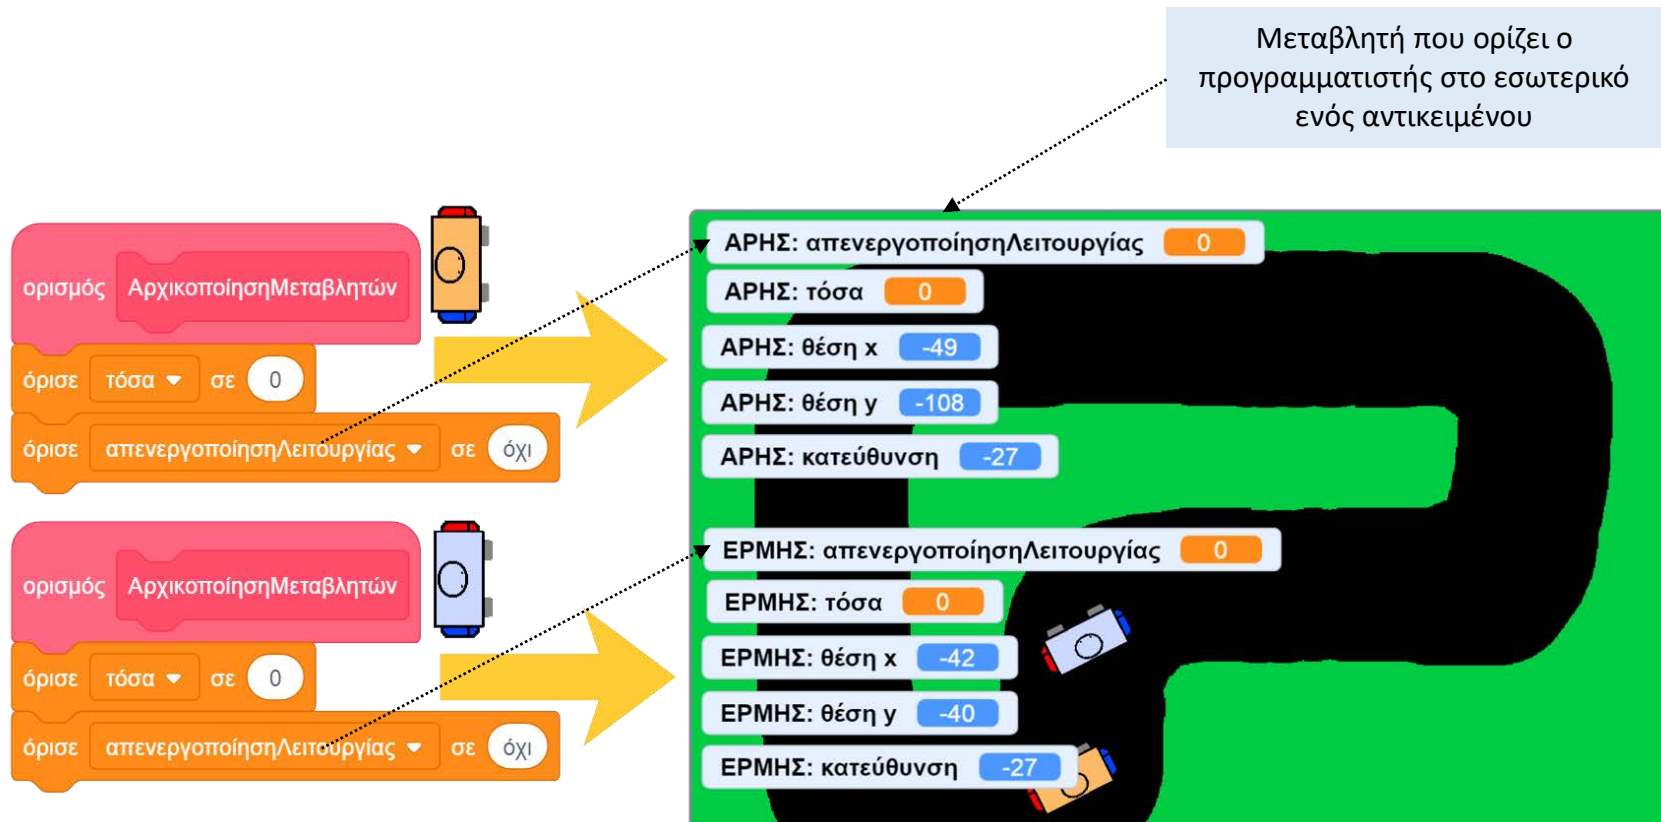 Μεταβλητή που ορίζει ο
προγραμματιστής στο εσωτερικό
ενός αντικειμένου
ορισμός ΑρχικοποίησηΜεταβλητών
όρισε τόσα σε 0
όρισε απενεργοποίησηΛειτουργίας σε όχι
ορισμός ΑρχικοποίησηΜεταβλητών
όρισε τόσα σε 0
όρισε απενεργοποίησηΛειτουργίας σε όχι
ΑΡΗΣ: απενεργοποίησηΛειτουργίας 0
ΑΡΗΣ: τόσα 0
ΑΡΗΣ: θέση x -49
ΑΡΗΣ: θέση y -108
ΑΡΗΣ: κατεύθυνση -27
ΕΡΜΗΣ: απενεργοποίησηΛειτουργίας 0
ΕΡΜΗΣ: τόσα 0
ΕΡΜΗΣ: θέση x -42
ΕΡΜΗΣ: θέση y -40
ΕΡΜΗΣ: κατεύθυνση -27